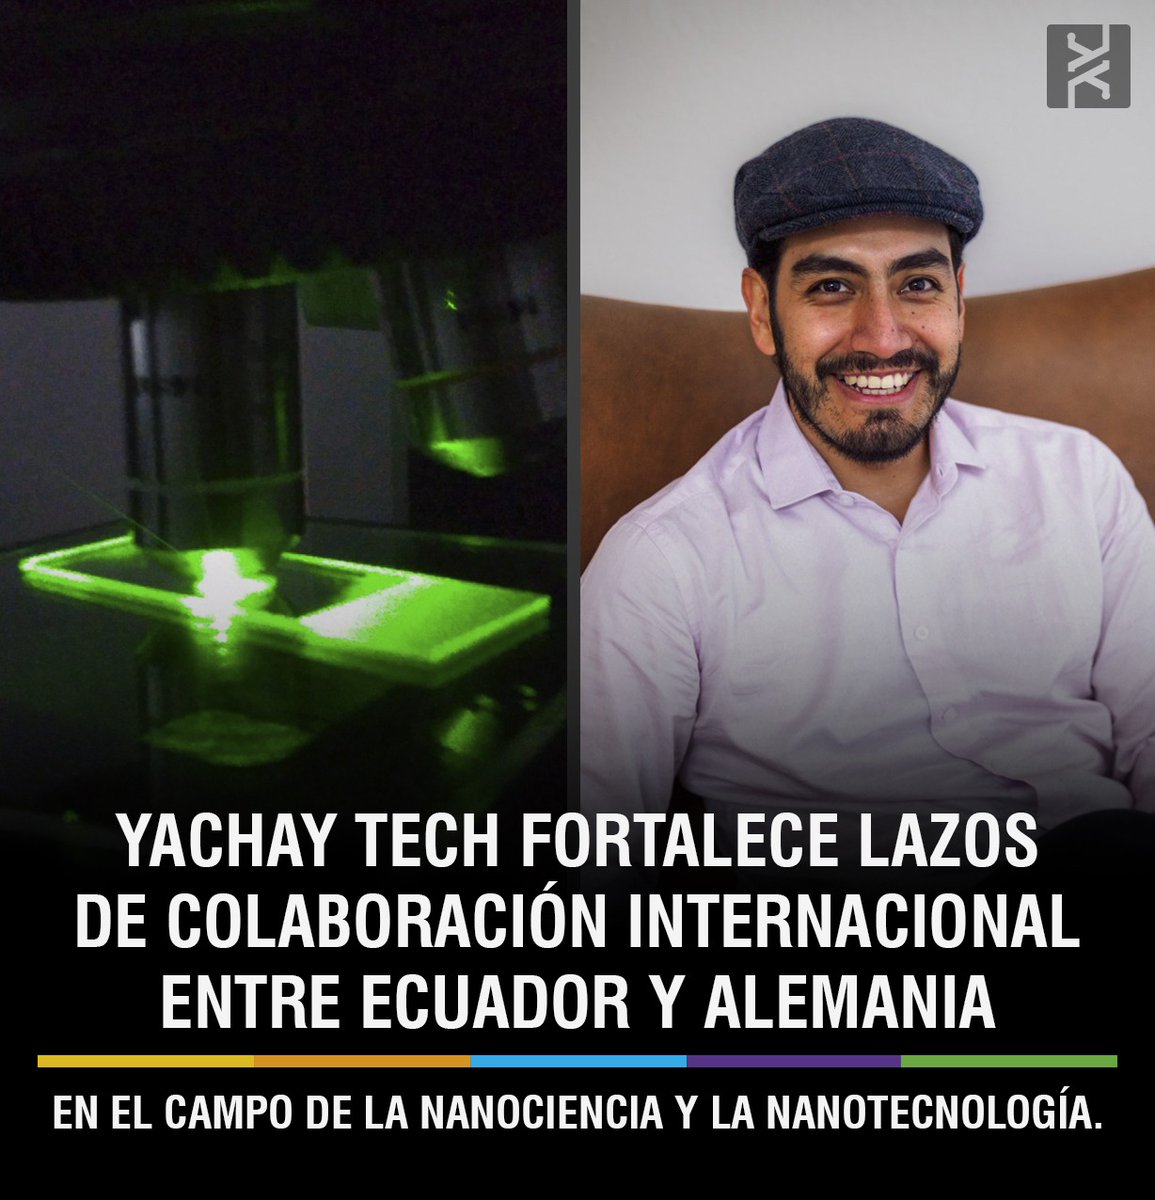 YACHAY TECH FORTALECE LAZOS
DE COLABORACIÓN INTERNACIONAL
ENTRE ECUADOR Y ALEMANIA
EN EL CAMPO DE LA NANOCIENCIA Y LA NANOTECNOLOGÍA.